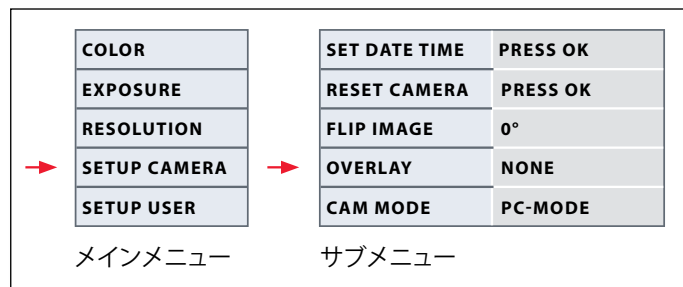 COLOR
EXPOSURE
RESOLUTION
SETUP CAMERA
SETUP USER
メインメニュー
SET DATE TIME PRESS OK
RESET CAMERA PRESS OK
FLIP IMAGE 0°
OVERLAY NONE
CAM MODE PC-MODE
サブメニュー